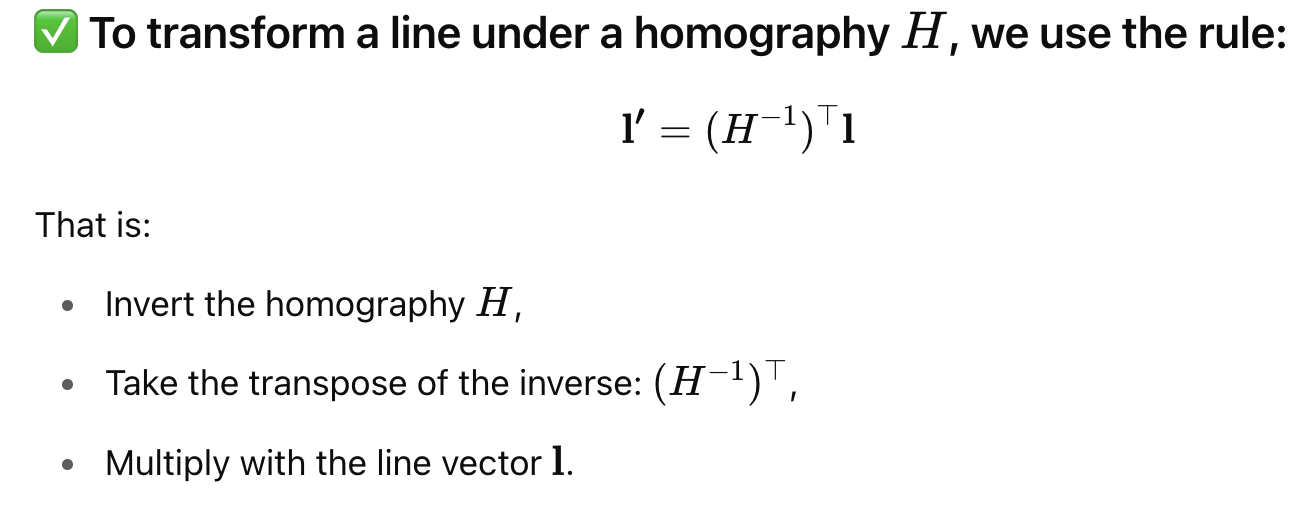 ✅ To transform a line under a homography H, we use the rule:
l′ = (H⁻¹)ᵀl
That is:
• Invert the homography H,
• Take the transpose of the inverse: (H⁻¹)ᵀ,
• Multiply with the line vector l.